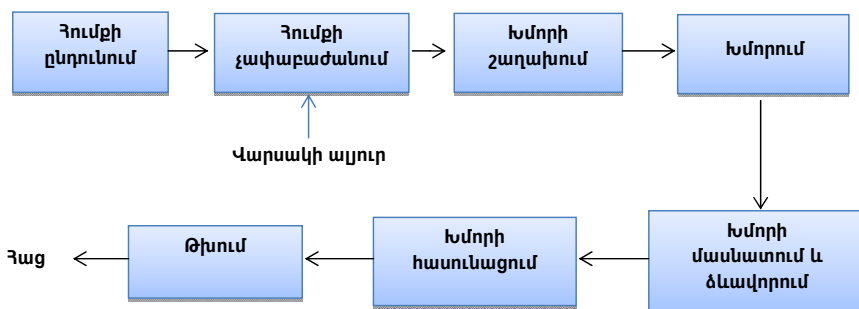 Հումքի
ընդունում
Հումքի
չափաբաժանում
Խմորի
շաղախում
Խմորում
Վարսակի ալյուր
Խմորի
մասնատում և
ձևավորում
Խմորի
հասունացում
Թխում
Հաց